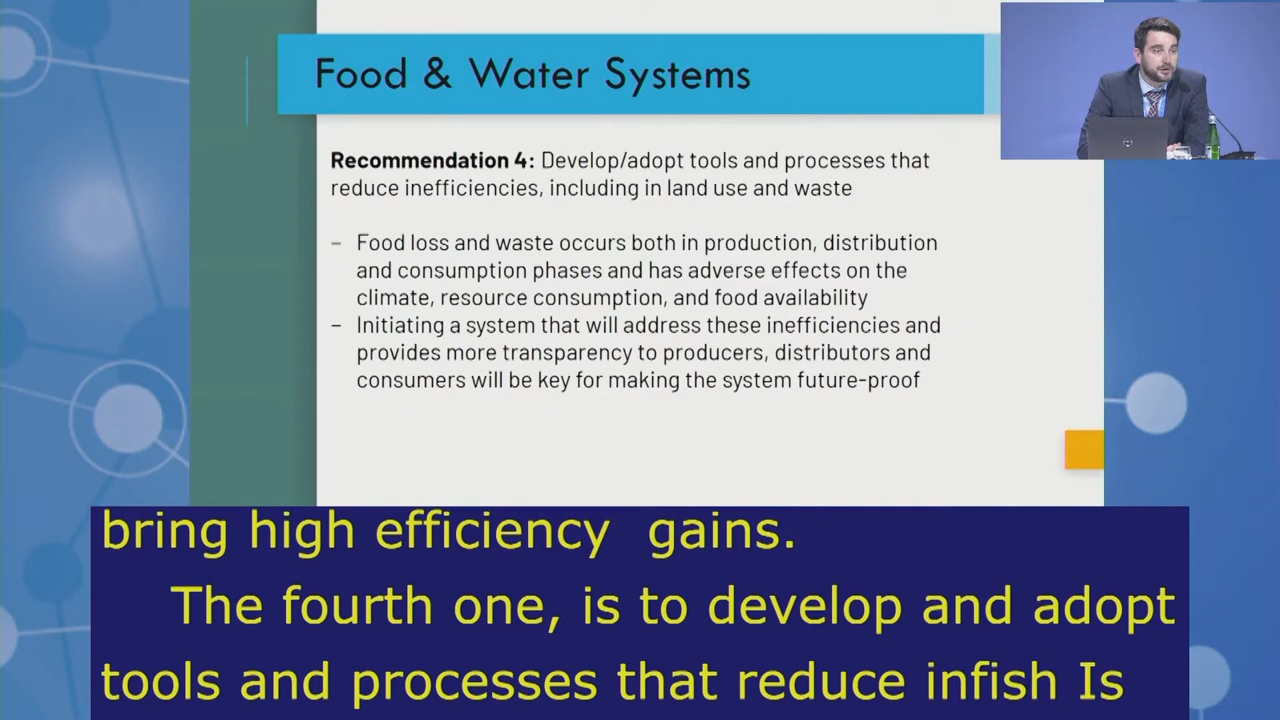 Food & Water Systems
Recommendation 4: Develop/adopt tools and processes that
reduce inefficiencies, including in land use and waste
– Food loss and waste occurs both in production, distribution
and consumption phases and has adverse effects on the
climate, resource consumption, and food availability
– Initiating a system that will address these inefficiencies and
provides more transparency to producers, distributors and
consumers will be key for making the system future-proof
bring high efficiency  gains.
The fourth one, is to develop and adopt
tools and processes that reduce infish Is